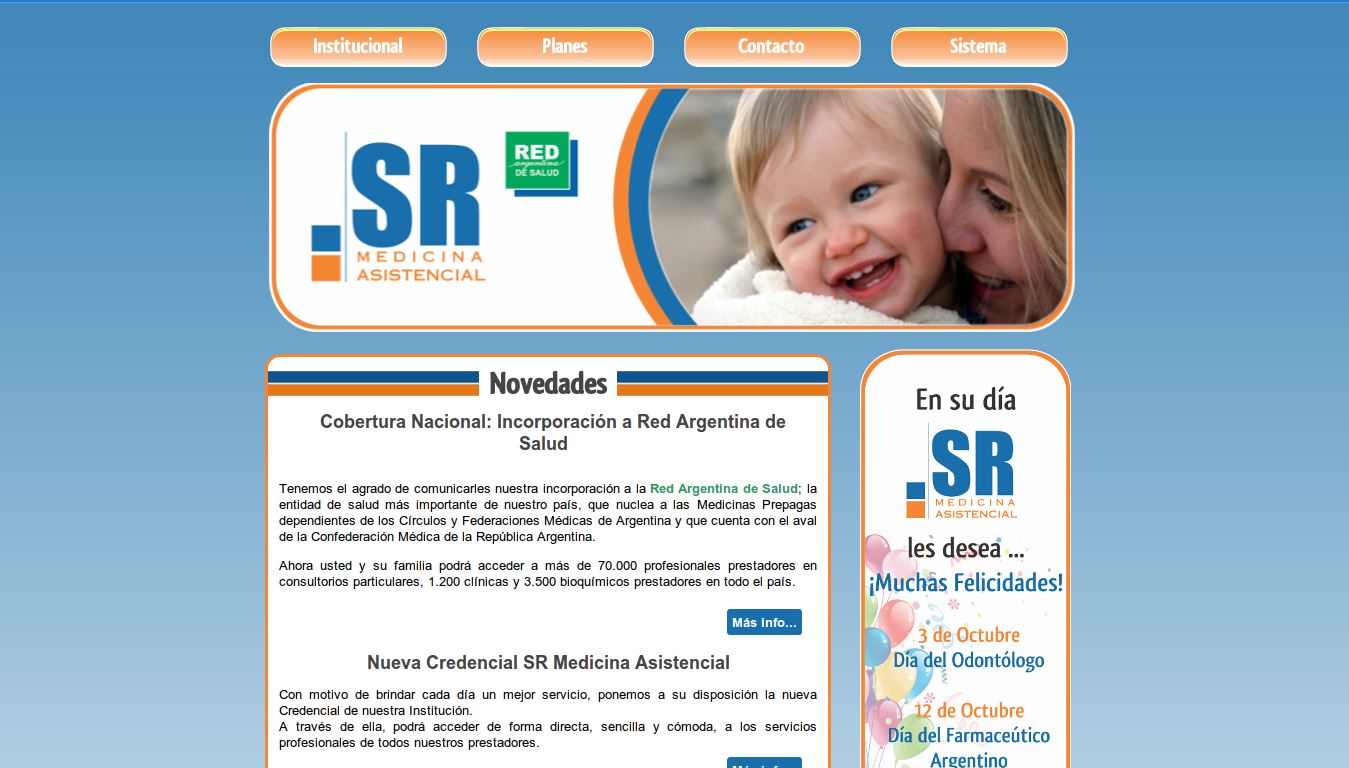 Institucional
Planes
Contacto
Sistema
.SR
MEDICINA
ASISTENCIAL
RED
argentina
DE SALUD
Novedades
Cobertura Nacional: Incorporación a Red Argentina de
Salud
Tenemos el agrado de comunicarles nuestra incorporación a la Red Argentina de Salud; la
entidad de salud más importante de nuestro país, que nuclea a las Medicinas Prepagas
dependientes de los Círculos y Federaciones Médicas de Argentina y que cuenta con el aval
de la Confederación Médica de la República Argentina.
Ahora usted y su familia podrá acceder a más de 70.000 profesionales prestadores en
consultorios particulares, 1.200 clínicas y 3.500 bioquímicos prestadores en todo el país.
Más info...
Nueva Credencial SR Medicina Asistencial
Con motivo de brindar cada día un mejor servicio, ponemos a su disposición la nueva
Credencial de nuestra Institución.
A través de ella, podrá acceder de forma directa, sencilla y cómoda, a los servicios
profesionales de todos nuestros prestadores.
Más info...
En su día
.SR
MEDICINA
ASISTENCIAL
les desea ...
¡Muchas Felicidades!
3 de Octubre
Día del Odontólogo
12 de Octubre
Día del Farmaceútico
Argentino